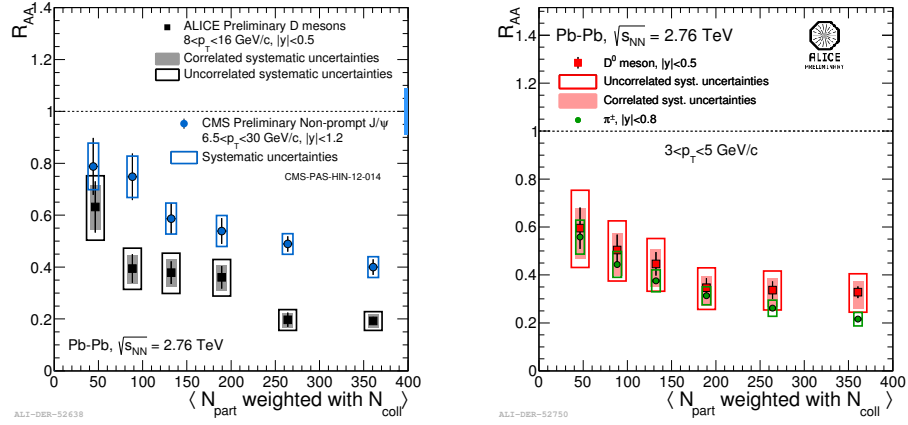 R_AA
1
0.8
0.6
0.4
0.2
0
0 50 100 150 200 250 300 350 400
ALICE Preliminary D mesons
8<p_T<16 GeV/c, |y|<0.5
Correlated systematic uncertainties
Uncorrelated systematic uncertainties
CMS Preliminary Non-prompt J/ψ
6.5<p_T<30 GeV/c, |y|<1.2
Systematic uncertainties
CMS-PAS-HIN-12-014
Pb-Pb, √s_NN = 2.76 TeV
⟨ N_part weighted with N_coll ⟩
ALI-DER-52638
R_AA
1.4
1.2
1
0.8
0.6
0.4
0.2
0
0 50 100 150 200 250 300 350 400
Pb-Pb, √s_NN = 2.76 TeV
ALICE
PRELIMINARY
D⁰ meson, |y|<0.5
Uncorrelated syst. uncertainties
Correlated syst. uncertainties
π±, |y|<0.8
3<p_T<5 GeV/c
⟨ N_part weighted with N_coll ⟩
ALI-DER-52750